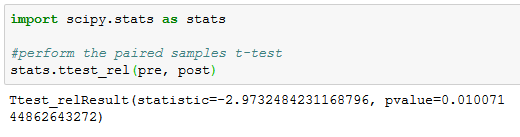 import scipy.stats as stats
#perform the paired samples t-test
stats.ttest_rel(pre, post)
Ttest_relResult(statistic=-2.9732484231168796, pvalue=0.010071
44862643272)